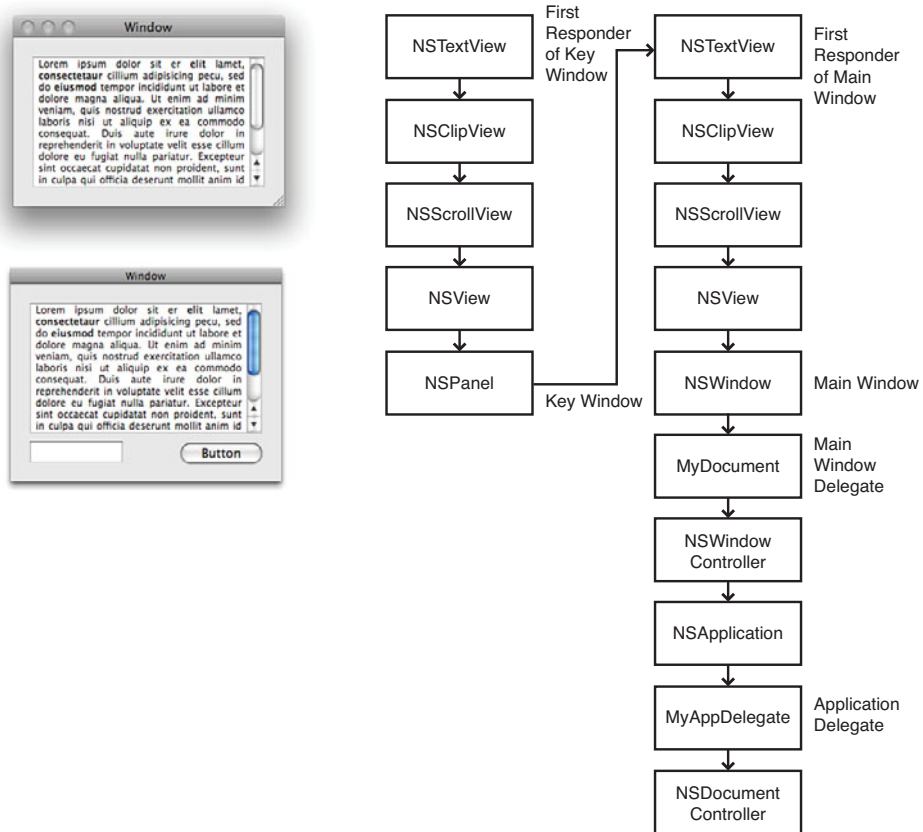 Window
Lorem ipsum dolor sit er elit lamet,
consectetaur cillium adipisicing pecu, sed
do eiusmod tempor incididunt ut labore et
dolore magna aliqua. Ut enim ad minim
veniam, quis nostrud exercitation ullamco
laboris nisi ut aliquip ex ea commodo
consequat. Duis aute irure dolor in
reprehenderit in voluptate velit esse cillum
dolore eu fugiat nulla pariatur. Excepteur
sint occaecat cupidatat non proident, sunt
in culpa qui officia deserunt mollit anim id
Window
Lorem ipsum dolor sit er elit lamet,
consectetaur cillium adipisicing pecu, sed
do eiusmod tempor incididunt ut labore et
dolore magna aliqua. Ut enim ad minim
veniam, quis nostrud exercitation ullamco
laboris nisi ut aliquip ex ea commodo
consequat. Duis aute irure dolor in
reprehenderit in voluptate velit esse cillum
dolore eu fugiat nulla pariatur. Excepteur
sint occaecat cupidatat non proident, sunt
in culpa qui officia deserunt mollit anim id
Button
NSTextView
First
Responder
of Key
Window
NSClipView
NSScrollView
NSView
NSPanel
Key Window
NSTextView
First
Responder
of Main
Window
NSClipView
NSScrollView
NSView
NSWindow
Main Window
MyDocument
Main
Window
Delegate
NSWindow
Controller
NSApplication
MyAppDelegate
Application
Delegate
NSDocument
Controller